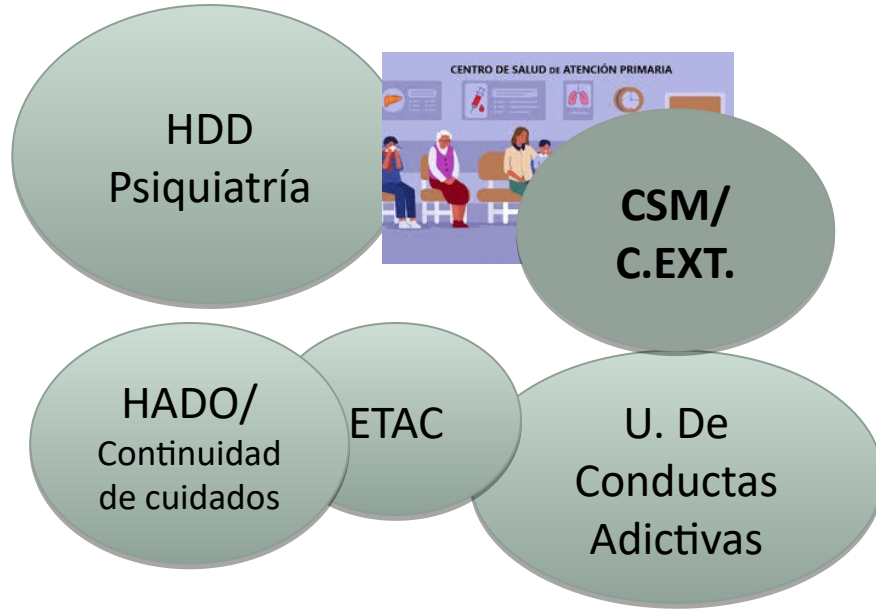 HDD
Psiquiatría
CENTRO DE SALUD DE ATENCIÓN PRIMARIA
CSM/
C.EXT.
HADO/
Continuidad
de cuidados
ETAC
U. De
Conductas
Adictivas